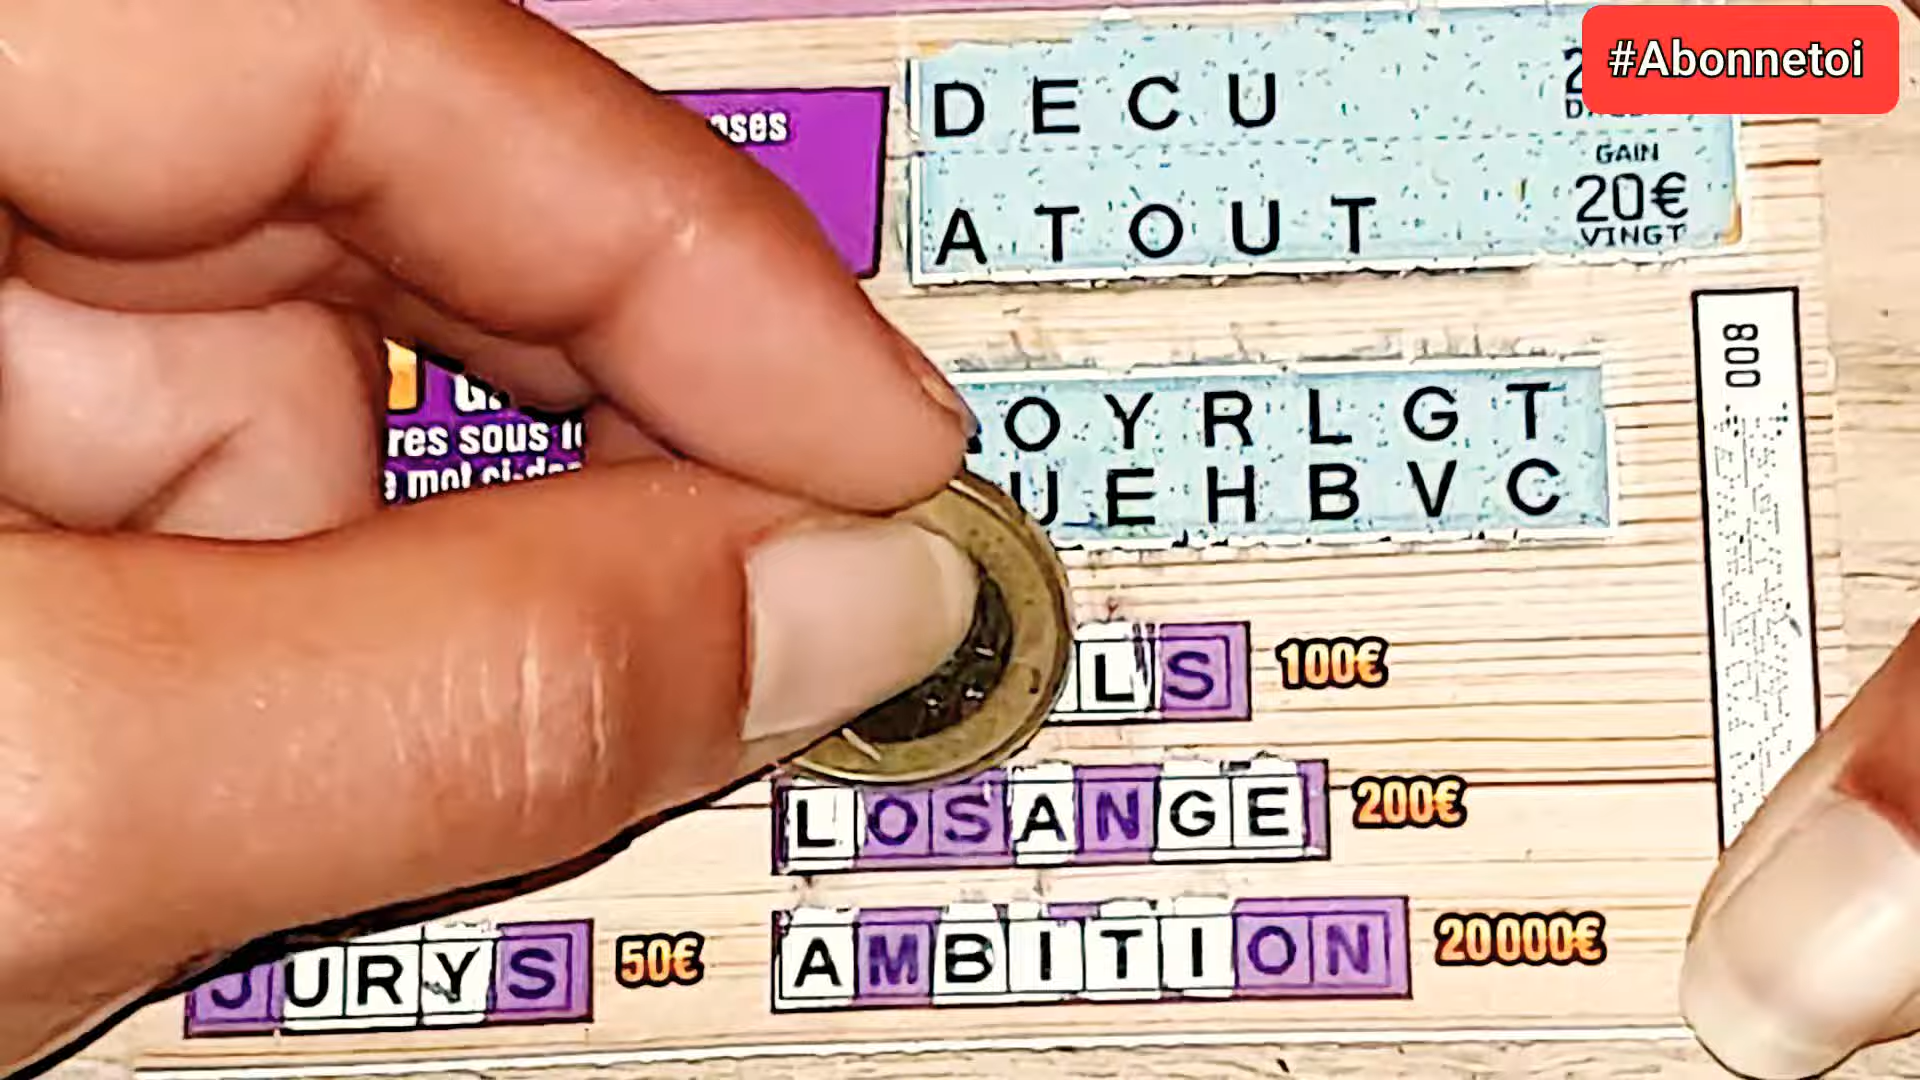 #Abonnetoi
DECU
GAIN
ATOUT 20€
VINGT
800
OYRLGT
res sous
mot
UEHBVC
LS 100€
LOSANGE 200€
JURYS 50€
AMBITION 20000€